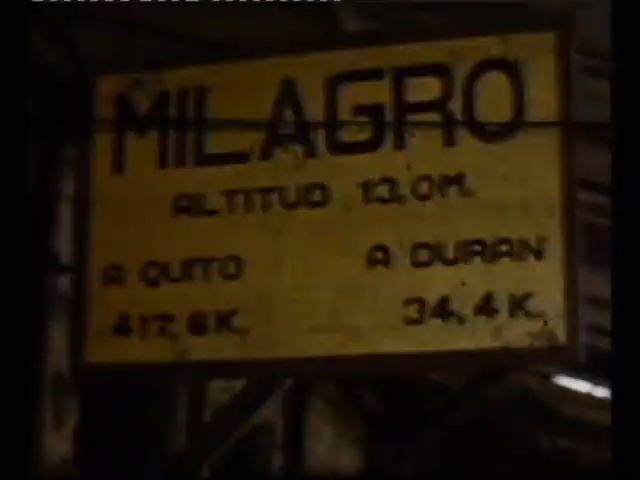 MILAGRO
ALTITUD 13,0M.
A QUITO A DURAN
417,6K. 34,4K.